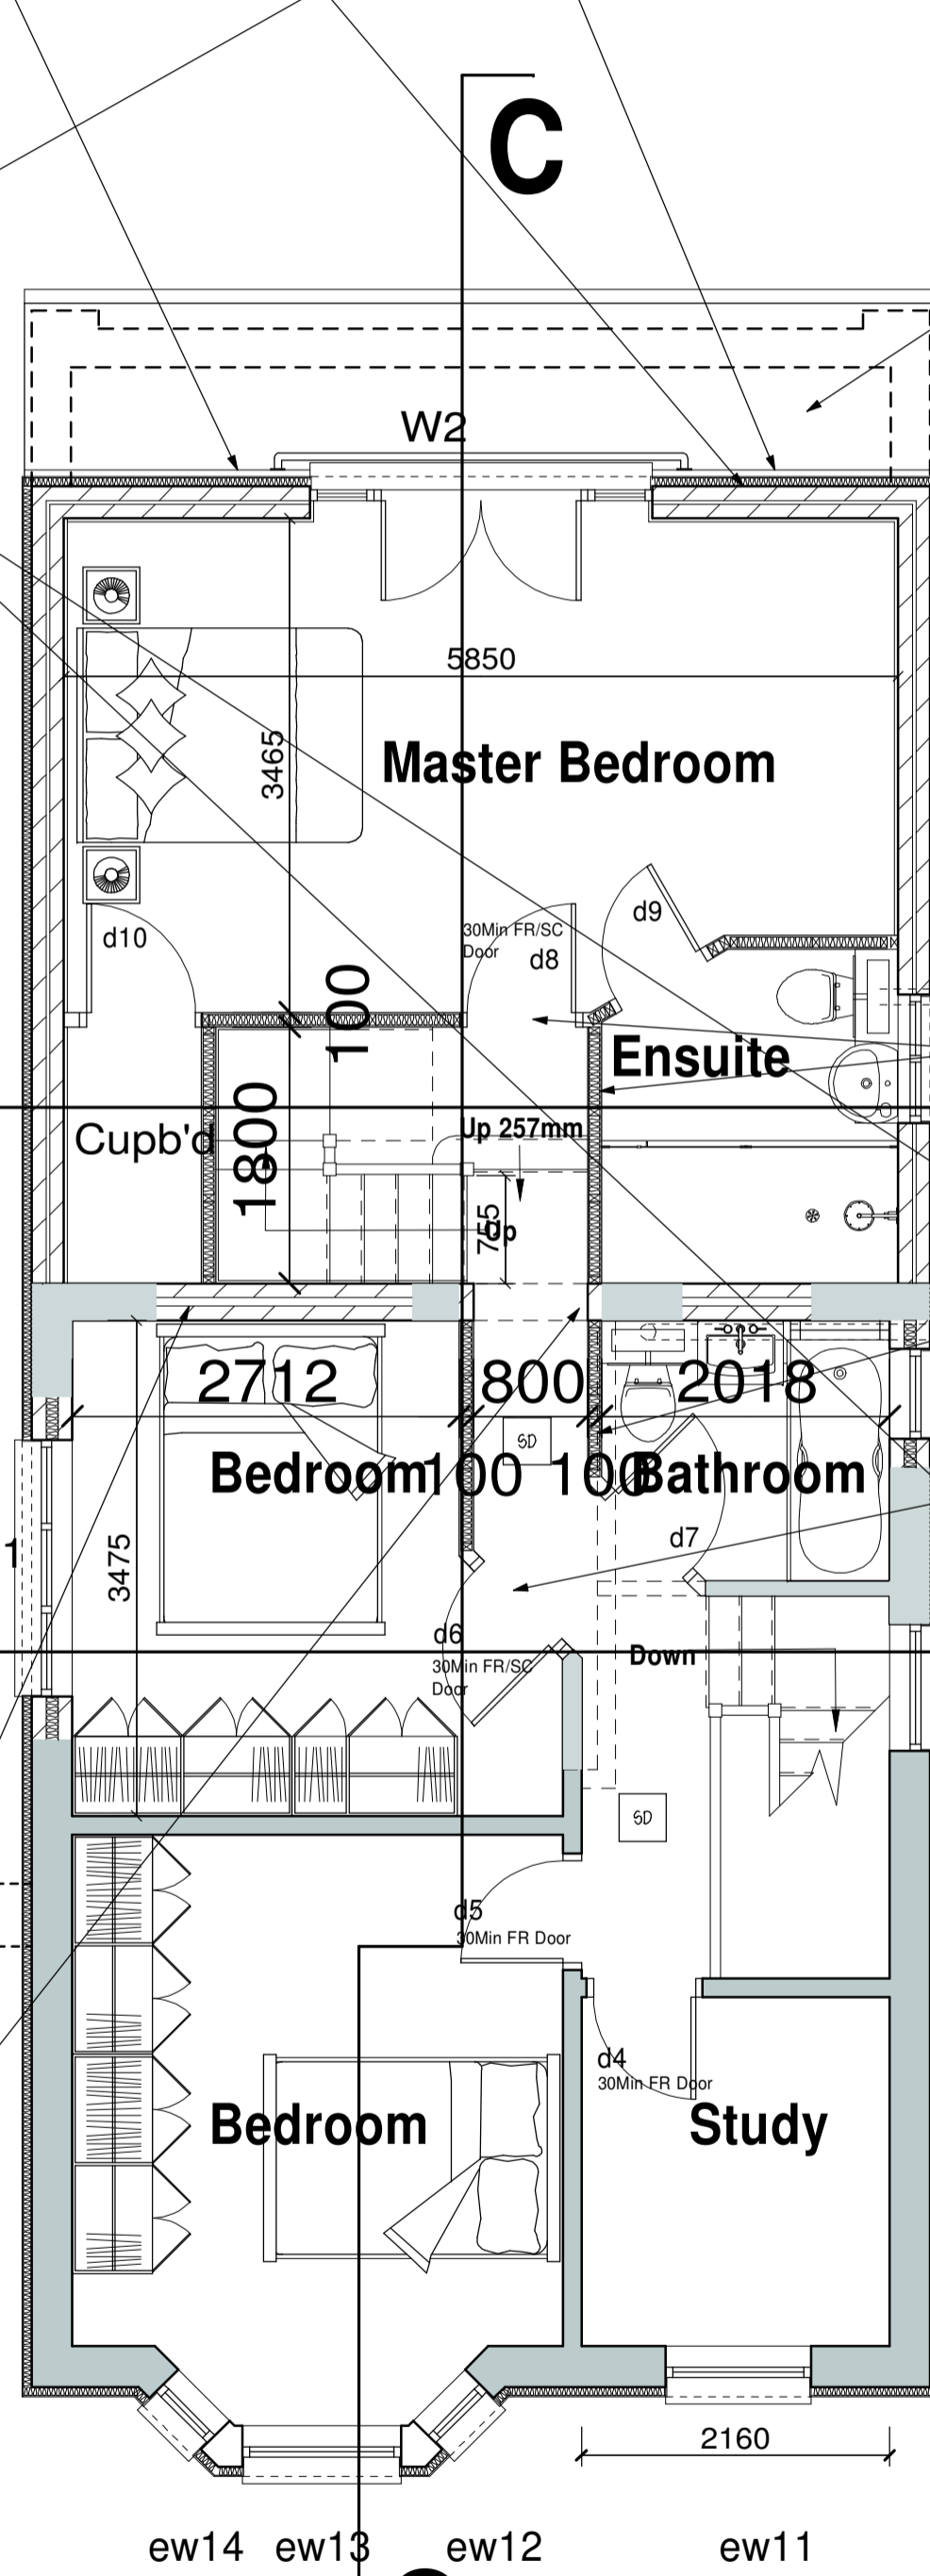 C
W2
5850
3465
Master Bedroom
d10
30Min FR/SC
Door
d8
d9
100
Ensuite
1800
Cupb'd
Up 257mm
755
Up
2712
800
2018
SD
Bedroom
100
100
Bathroom
1
3475
d7
d6
30Min FR/SC
Door
Down
SD
d5
30Min FR Door
d4
30Min FR Door
Bedroom
Study
2160
ew14
ew13
ew12
ew11